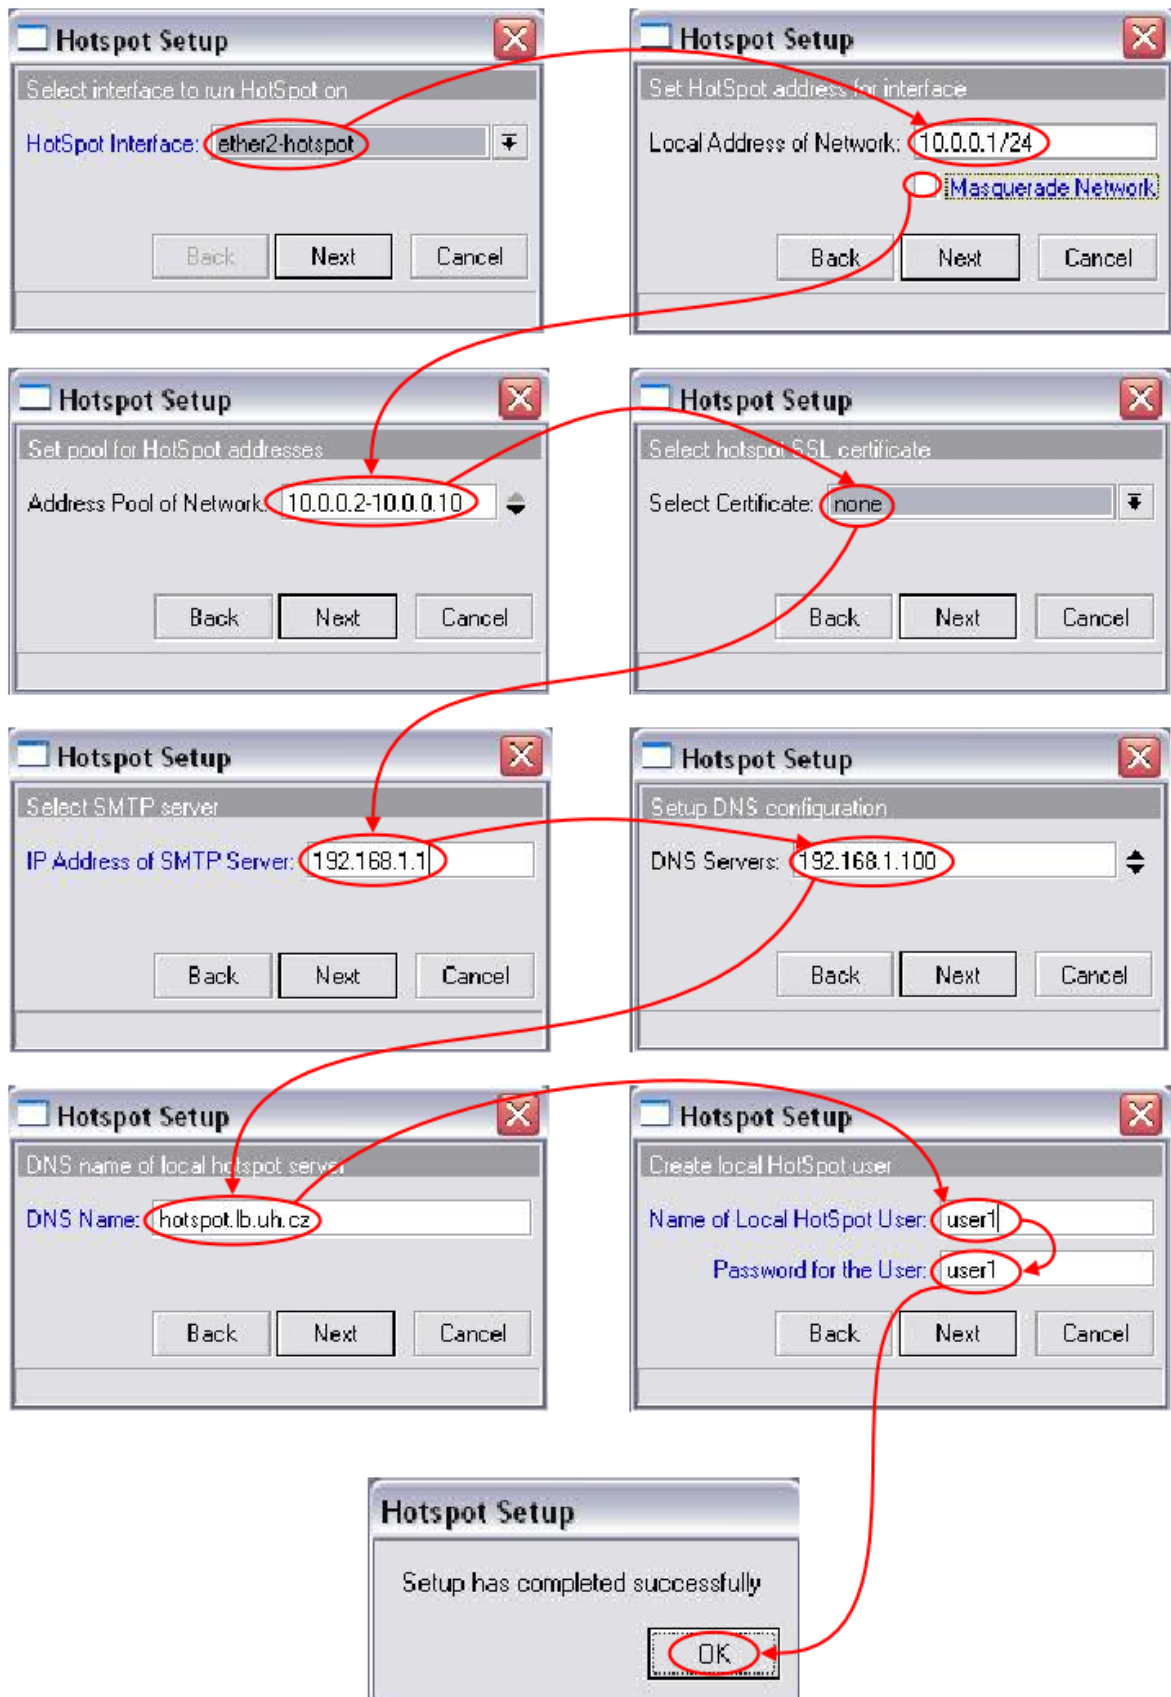 Hotspot Setup
Select interface to run HotSpot on
HotSpot Interface: ether2-hotspot
Back Next Cancel
Hotspot Setup
Set HotSpot address for interface
Local Address of Network: 10.0.0.1/24
Masquerade Network
Back Next Cancel
Hotspot Setup
Set pool for HotSpot addresses
Address Pool of Network: 10.0.0.2-10.0.0.10
Back Next Cancel
Hotspot Setup
Select hotspot SSL certificate
Select Certificate: none
Back Next Cancel
Hotspot Setup
Select SMTP server
IP Address of SMTP Server: 192.168.1.1
Back Next Cancel
Hotspot Setup
Setup DNS configuration
DNS Servers: 192.168.1.100
Back Next Cancel
Hotspot Setup
DNS name of local hotspot server
DNS Name: hotspot.lb.uh.cz
Back Next Cancel
Hotspot Setup
Create local HotSpot user
Name of Local HotSpot User: user1
Password for the User: user1
Back Next Cancel
Hotspot Setup
Setup has completed successfully
OK